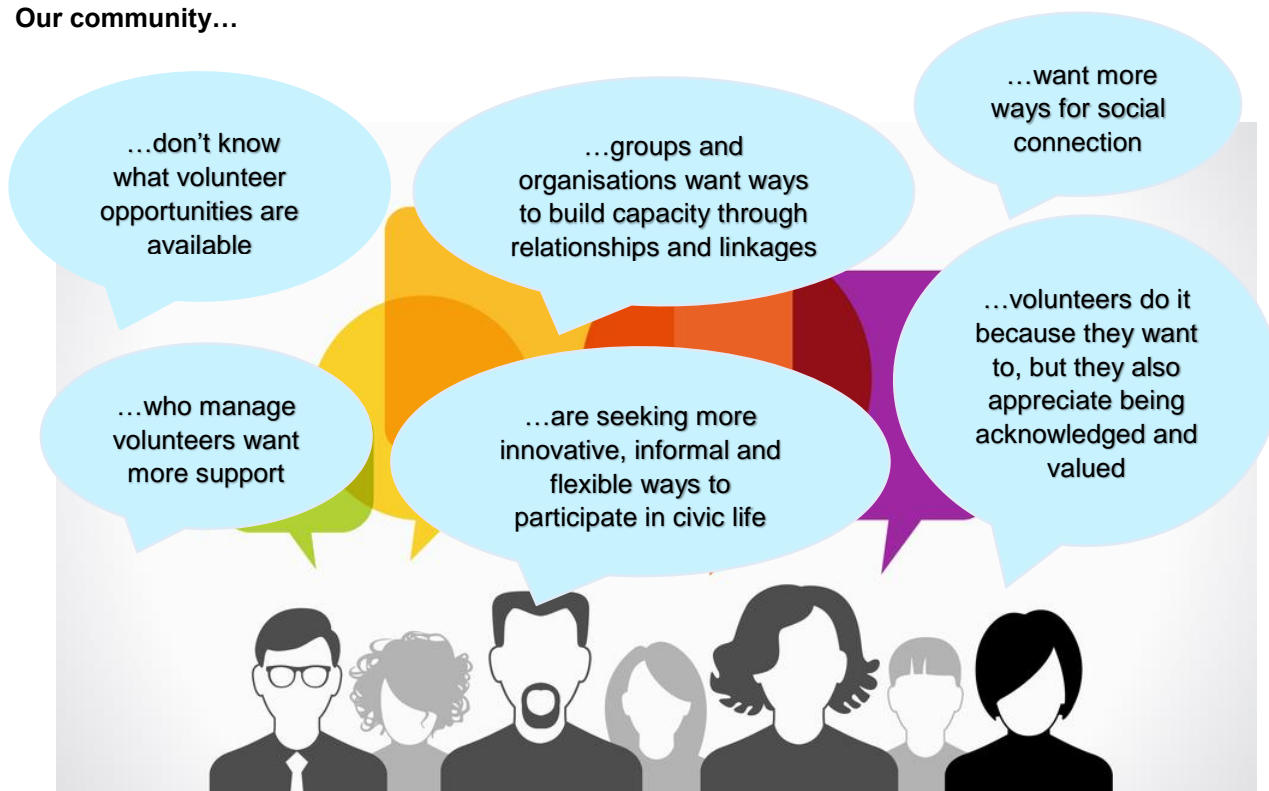 Our community…
…don’t know
what volunteer
opportunities are
available
…groups and
organisations want ways
to build capacity through
relationships and linkages
…want more
ways for social
connection
…who manage
volunteers want
more support
…are seeking more
innovative, informal and
flexible ways to
participate in civic life
…volunteers do it
because they want
to, but they also
appreciate being
acknowledged and
valued